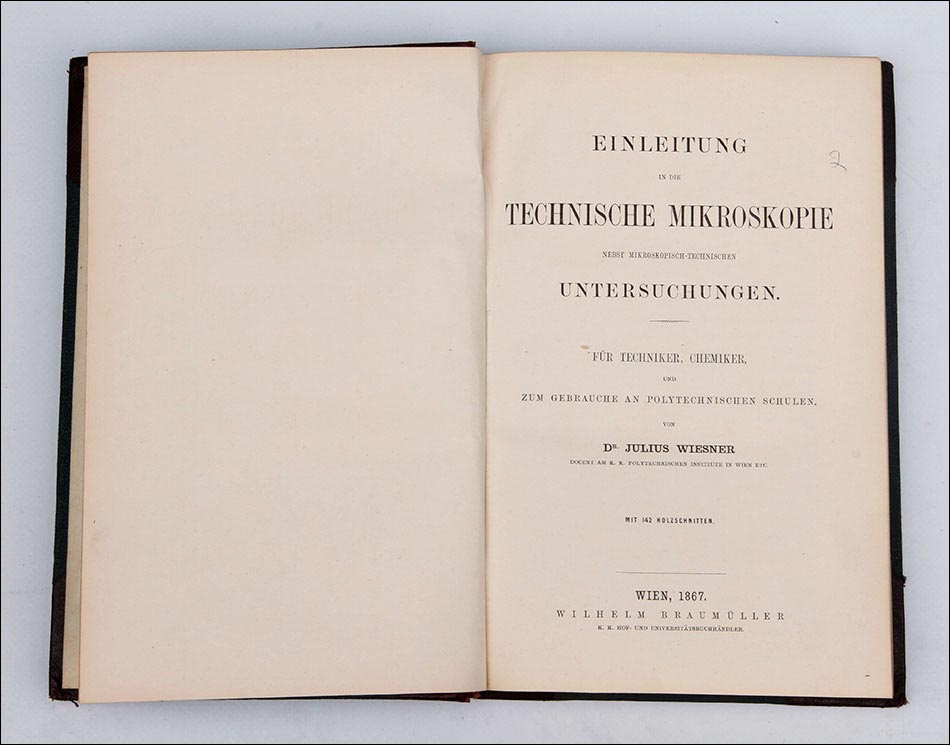 EINLEITUNG
2
IN DIE
TECHNISCHE MIKROSKOPIE
NEBST MIKROSKOPISCH-TECHNISCHEN
UNTERSUCHUNGEN.
FÜR TECHNIKER, CHEMIKER,
UND
ZUM GEBRAUCHE AN POLYTECHNISCHEN SCHULEN,
VON
DR. JULIUS WIESNER
DOCENT AM K. K. POLYTECHNISCHEN INSTITUTE IN WIEN ETC.
MIT 142 HOLZSCHNITTEN.
WIEN, 1867.
WILHELM BRAUMÜLLER
K. K. HOF- UND UNIVERSITÄTSBUCHHÄNDLER.